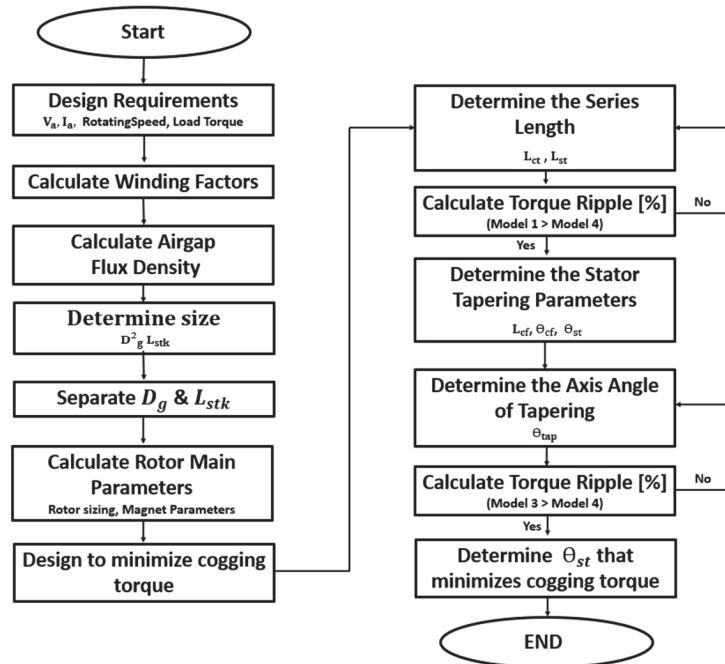 Start
Design Requirements
Vₐ, Iₐ, RotatingSpeed, Load Torque
Calculate Winding Factors
Calculate Airgap
Flux Density
Determine size
D²g Lstk
Separate Dg & Lstk
Calculate Rotor Main
Parameters
Rotor sizing, Magnet Parameters
Design to minimize cogging
torque
Determine the Series
Length
Lct , Lst
Calculate Torque Ripple [%]
(Model 1 > Model 4)
No
Yes
Determine the Stator
Tapering Parameters
Lcf, Θcf, Θst
Determine the Axis Angle
of Tapering
Θtap
Calculate Torque Ripple [%]
(Model 3 > Model 4)
No
Yes
Determine Θst that
minimizes cogging torque
END